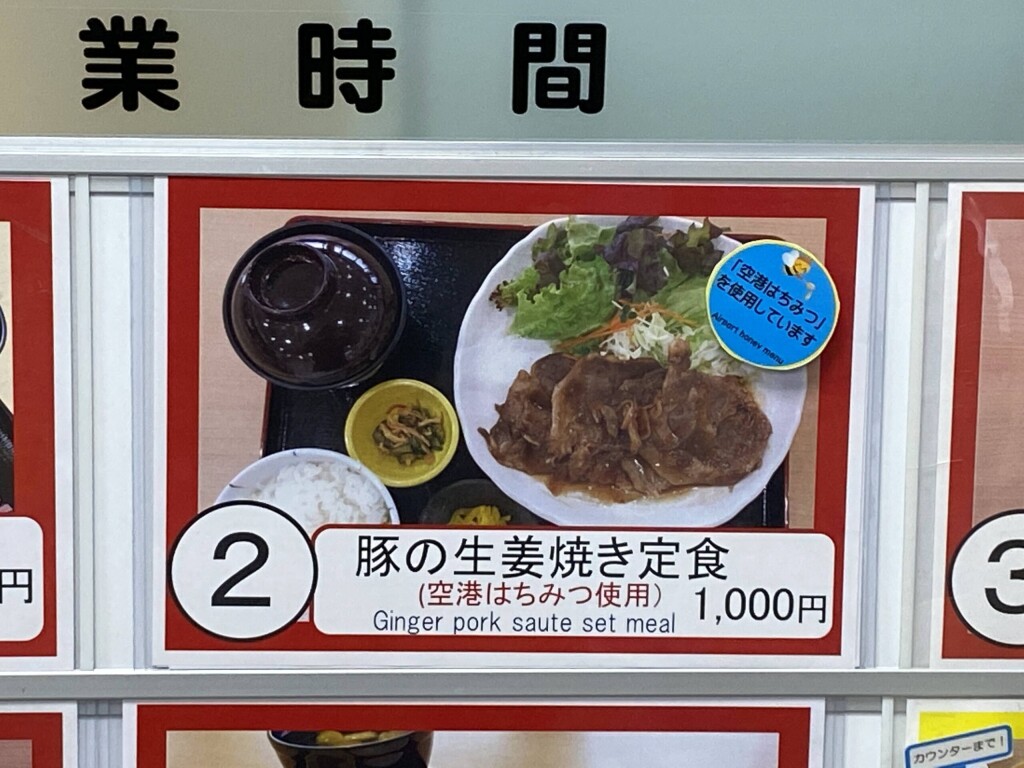 業時間
「空港はちみつ」
を使用しています
Airport honey menu
円
2
豚の生姜焼き定食
(空港はちみつ使用)
1,000円
Ginger pork saute set meal
3
カウンターまで!